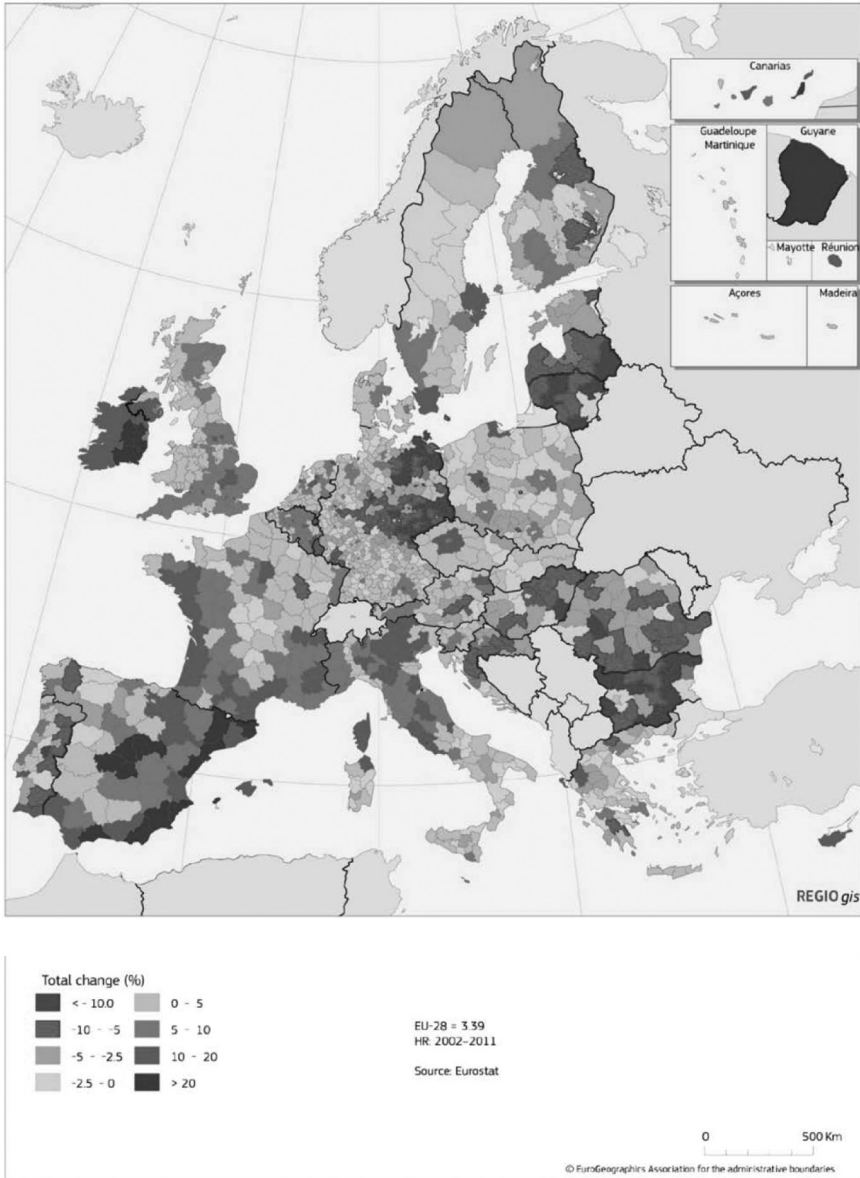 Canarias
Guadeloupe
Martinique
Guyane
Mayotte
Réunion
Açores
Madeira
REGIOgis
Total change (%)
< - 10.0
-10 - -5
-5 - -2.5
-2.5 - 0
0 - 5
5 - 10
10 - 20
> 20
EU-28 = 3.39
HR: 2002-2011
Source: Eurostat
0 500 Km
© EuroGeographics Association for the administrative boundaries